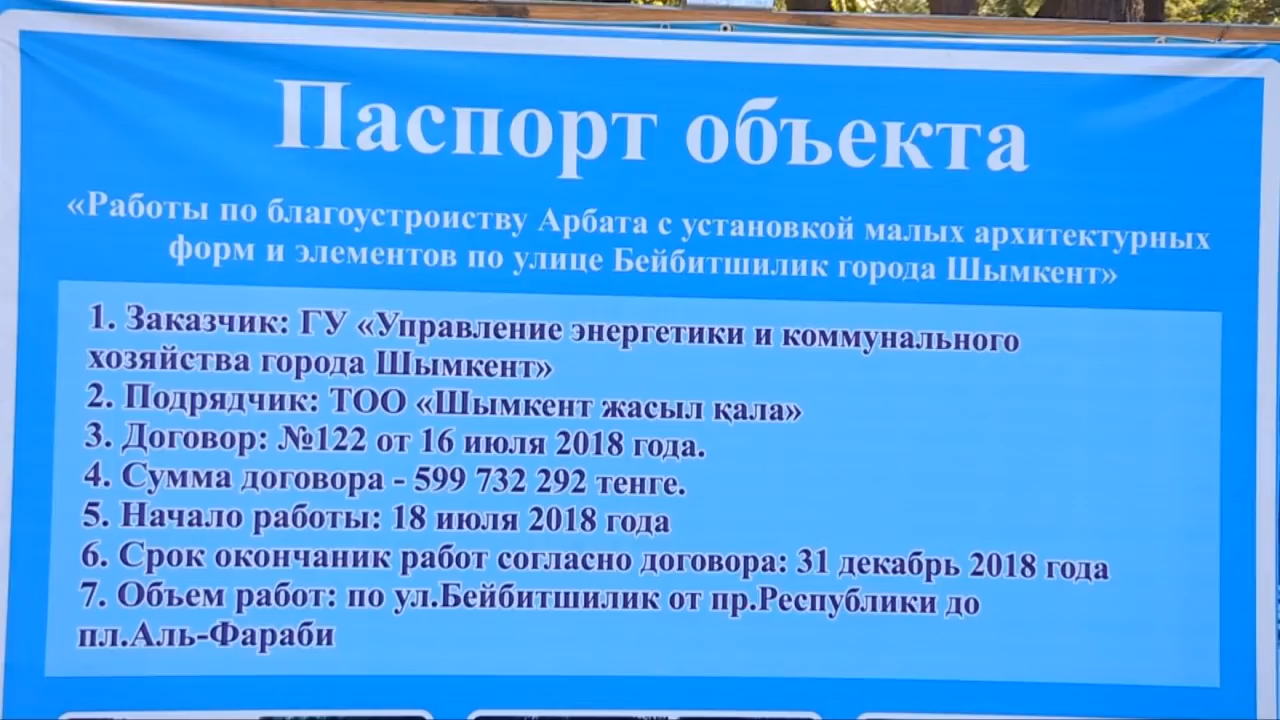 Паспорт объекта
«Работы по благоустроиству Арбата с установкой малых архитектурных
форм и элементов по улице Бейбитшилик города Шымкент»
1. Заказчик: ГУ «Управление энергетики и коммунального
хозяйства города Шымкент»
2. Подрядчик: ТОО «Шымкент жасыл қала»
3. Договор: №122 от 16 июля 2018 года.
4. Сумма договора - 599 732 292 тенге.
5. Начало работы: 18 июля 2018 года
6. Срок окончаник работ согласно договора: 31 декабрь 2018 года
7. Объем работ: по ул.Бейбитшилик от пр.Республики до
пл.Аль-Фараби